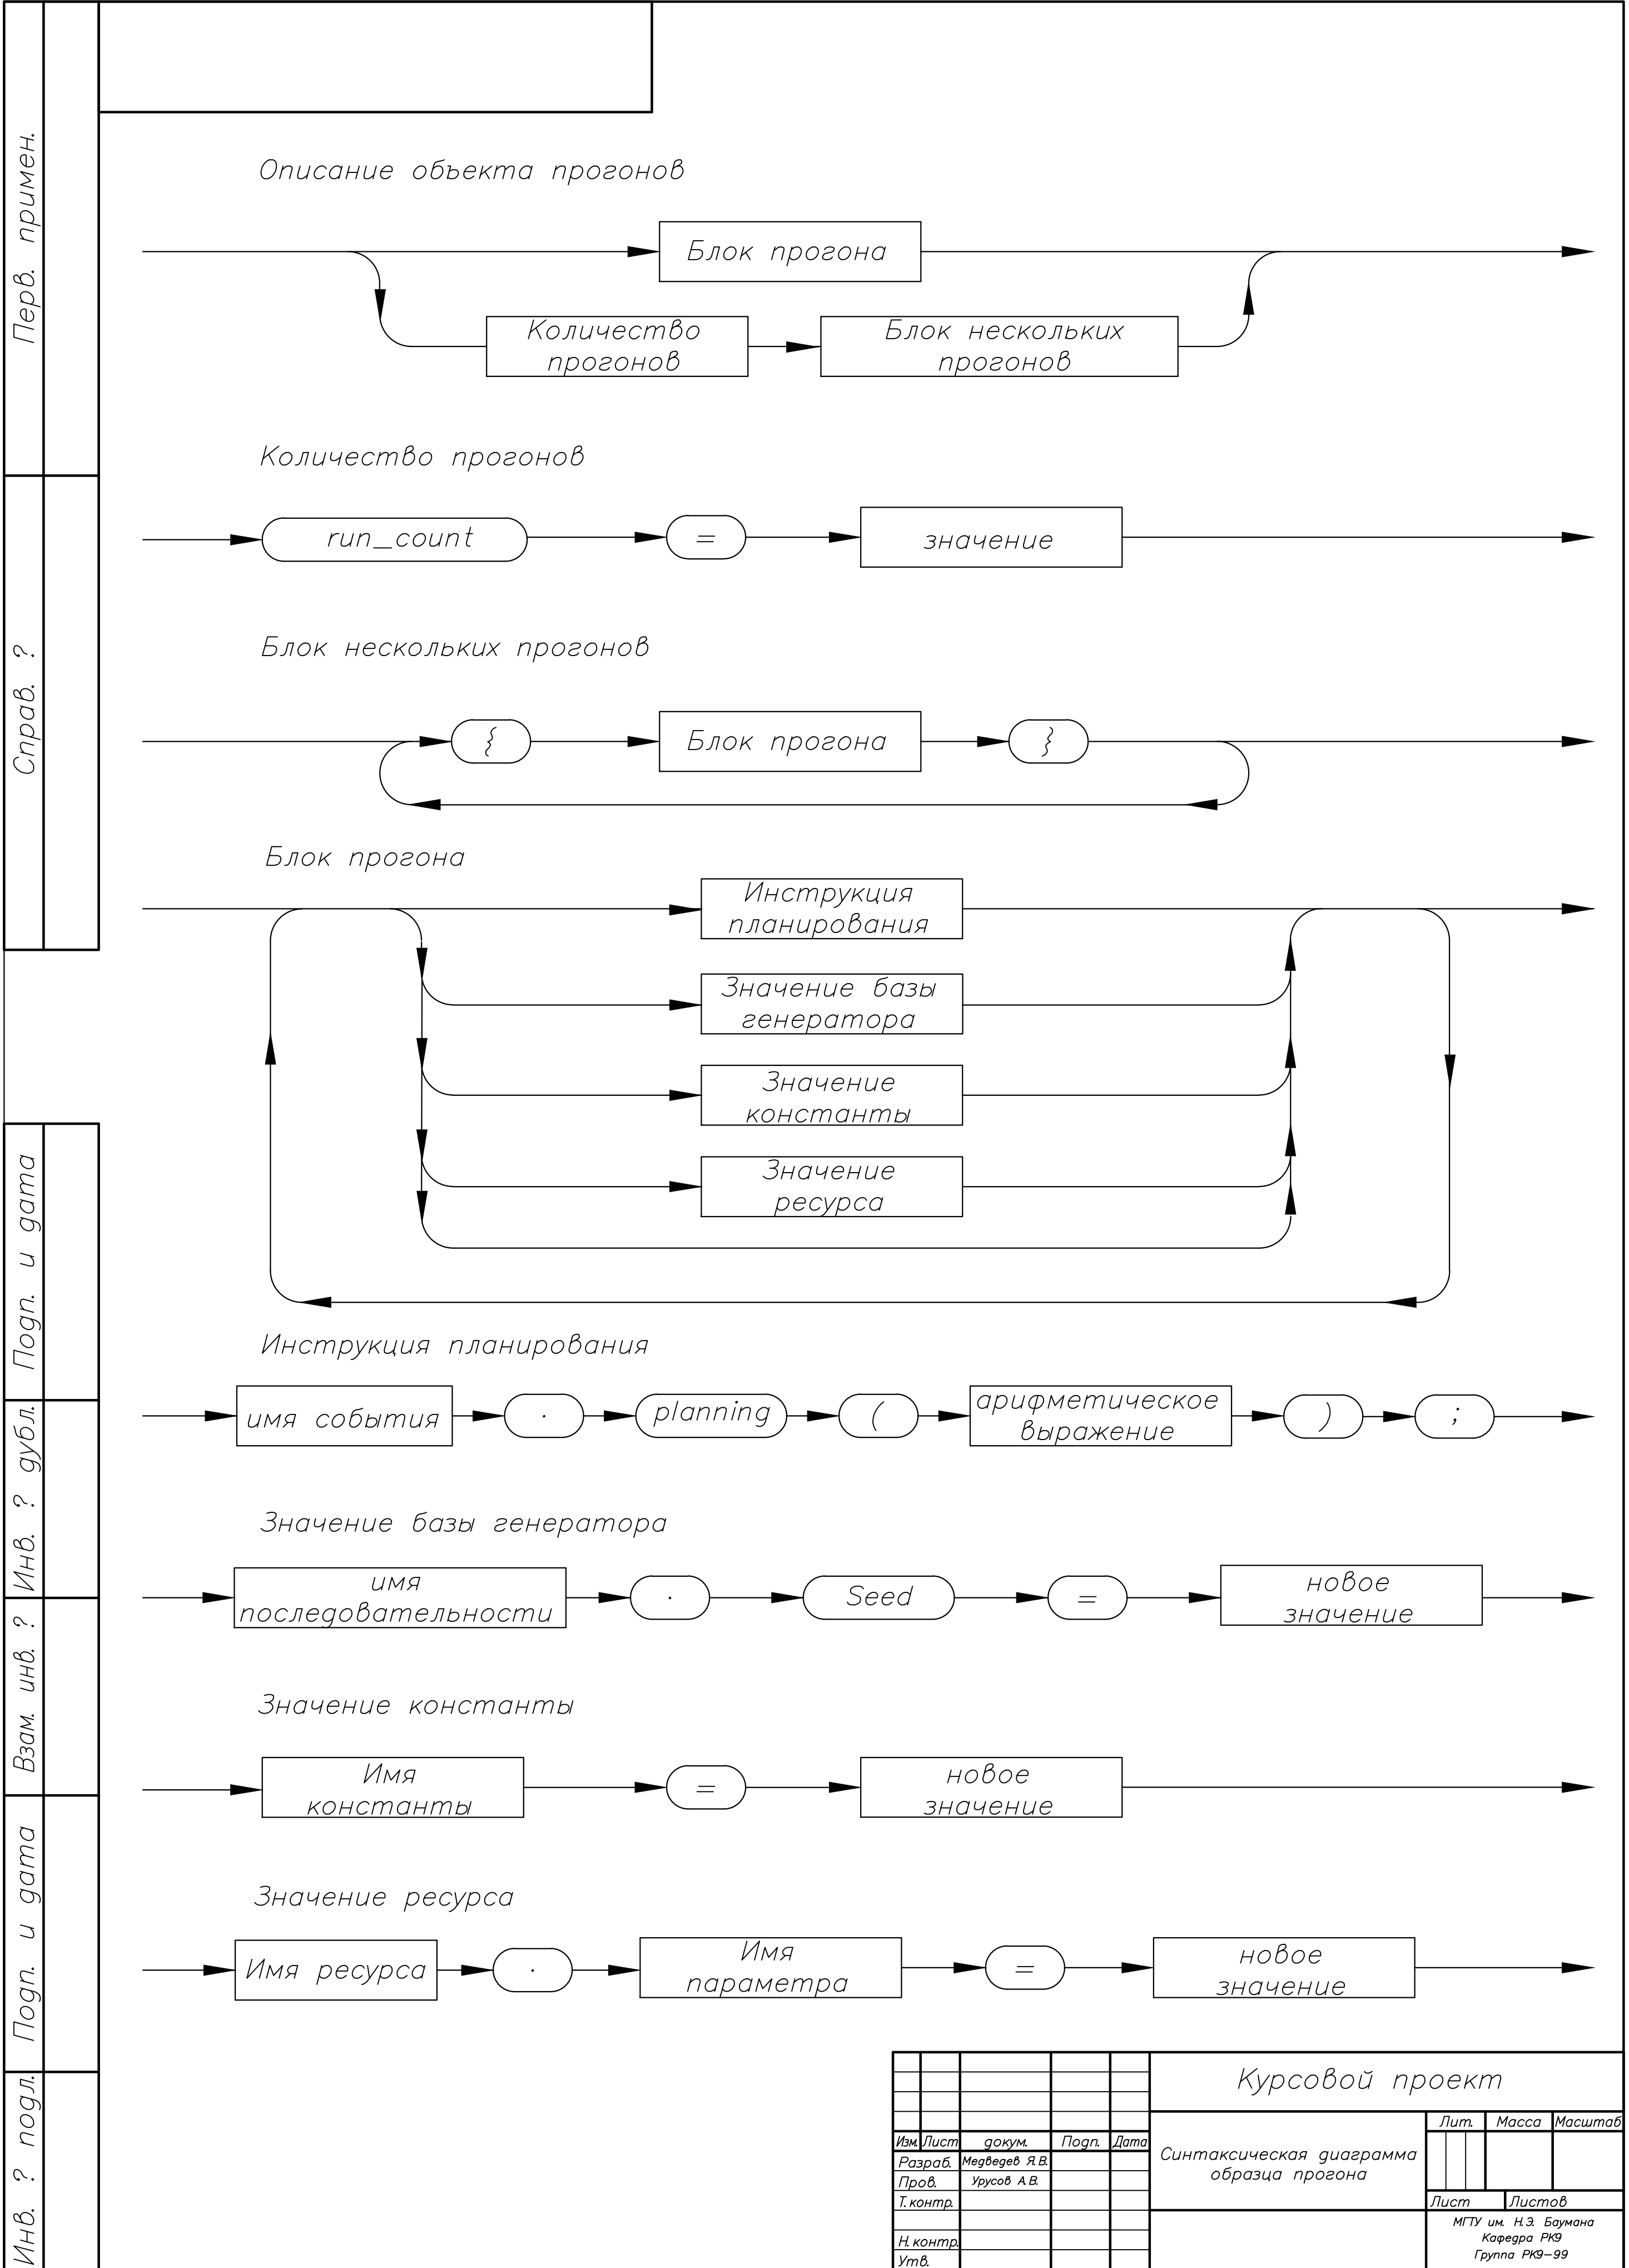 Перв. примен.
Справ. ?
Подп. и дата
Инв. ? дубл.
Взам. инв. ?
Подп. и дата
Инв. ? подл.
Описание объекта прогонов
Блок прогона
Количество
прогонов
Блок нескольких
прогонов
Количество прогонов
run_count
=
значение
Блок нескольких прогонов
{
Блок прогона
}
Блок прогона
Инструкция
планирования
Значение базы
генератора
Значение
константы
Значение
ресурса
Инструкция планирования
имя события
.
planning
(
арифметическое
выражение
)
;
Значение базы генератора
имя
последовательности
.
Seed
=
новое
значение
Значение константы
Имя
константы
=
новое
значение
Значение ресурса
Имя ресурса
.
Имя
параметра
=
новое
значение
Курсовой проект
Изм. Лист докум. Подп. Дата
Разраб. Медведев Я.В.
Пров. Урусов А.В.
Т. контр.
Н. контр.
Утв.
Синтаксическая диаграмма
образца прогона
Лит. Масса Масштаб
Лист Листов
МГТУ им. Н.Э. Баумана
Кафедра РК9
Группа РК9-99